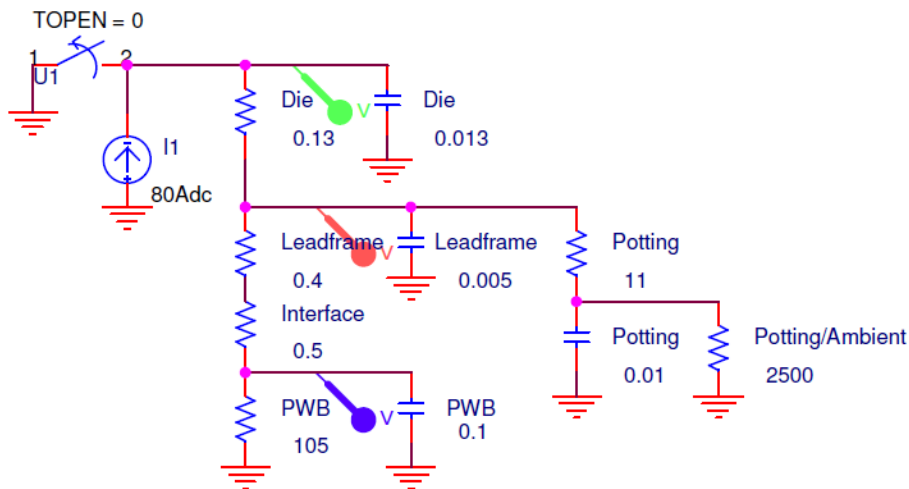 TOPEN = 0
1 2
U1
Die
0.13
V
Die
0.013
I1
80Adc
Leadframe
0.4
V
Leadframe
0.005
Potting
11
Interface
0.5
Potting
0.01
Potting/Ambient
2500
PWB
105
V
PWB
0.1